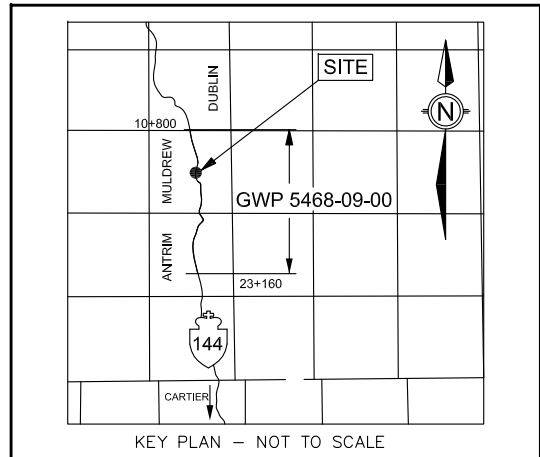 SITE
DUBLIN
10+800
N
MULDREW
GWP 5468-09-00
ANTRIM
23+160
144
CARTIER
KEY PLAN – NOT TO SCALE